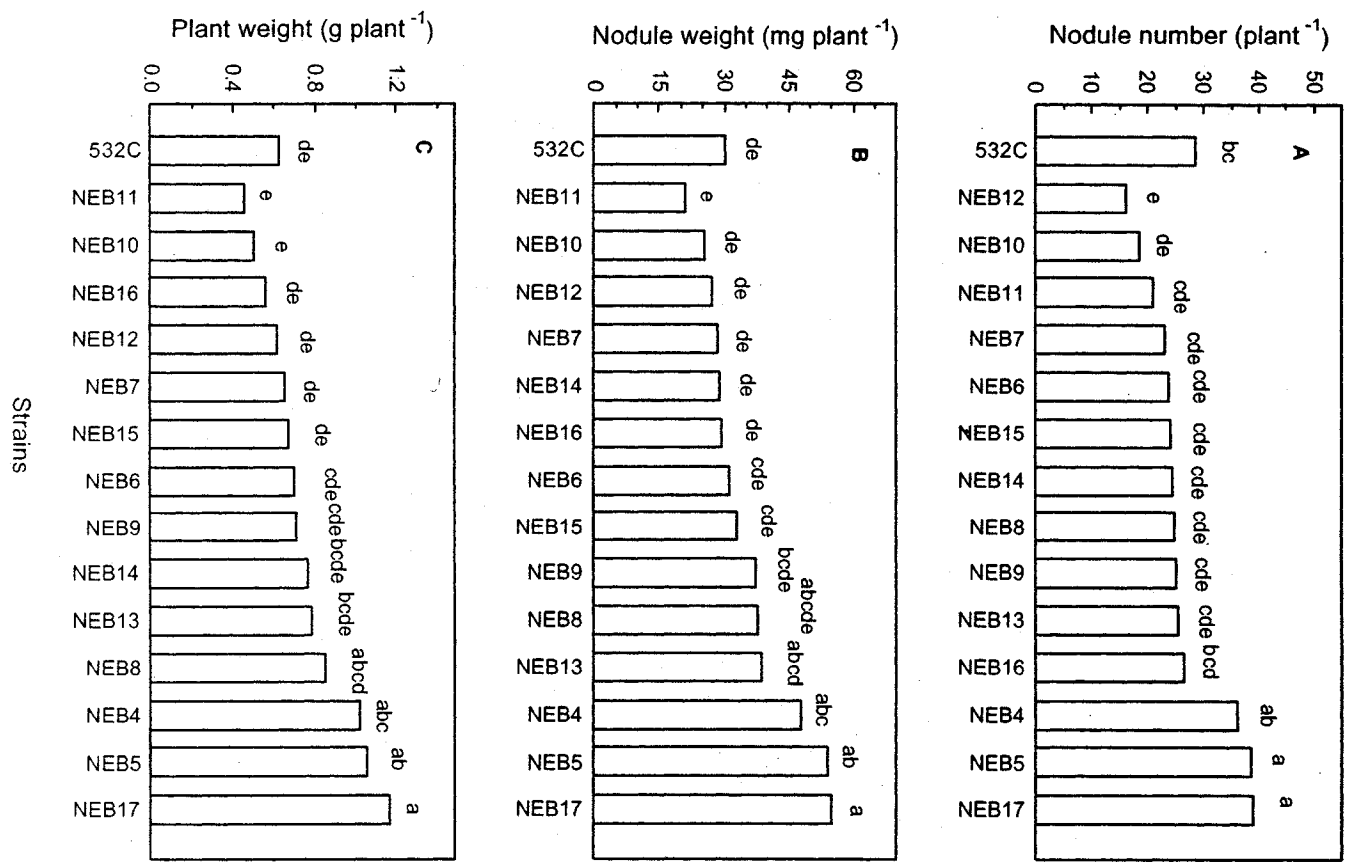 Nodule number (plant⁻¹)
0 10 20 30 40 50
A
532C bc
NEB12 e
NEB10 de
NEB11 cde
NEB7 cde
NEB6 cde
NEB15 cde
NEB14 cde
NEB8 cde
NEB9 cde
NEB13 cde
NEB16 bcd
NEB4 ab
NEB5 a
NEB17 a
Nodule weight (mg plant⁻¹)
0 15 30 45 60
B
532C de
NEB11 e
NEB10 de
NEB12 de
NEB7 de
NEB14 de
NEB16 de
NEB6 cde
NEB15 cde
NEB9 bcde
NEB8 abcde
NEB13 abcd
NEB4 abc
NEB5 ab
NEB17 a
Plant weight (g plant⁻¹)
0.0 0.4 0.8 1.2
C
532C de
NEB11 e
NEB10 e
NEB16 de
NEB12 de
NEB7 de
NEB15 de
NEB6 cde
NEB9 cde
NEB14 bcde
NEB13 bcde
NEB8 abcd
NEB4 abc
NEB5 ab
NEB17 a
Strains